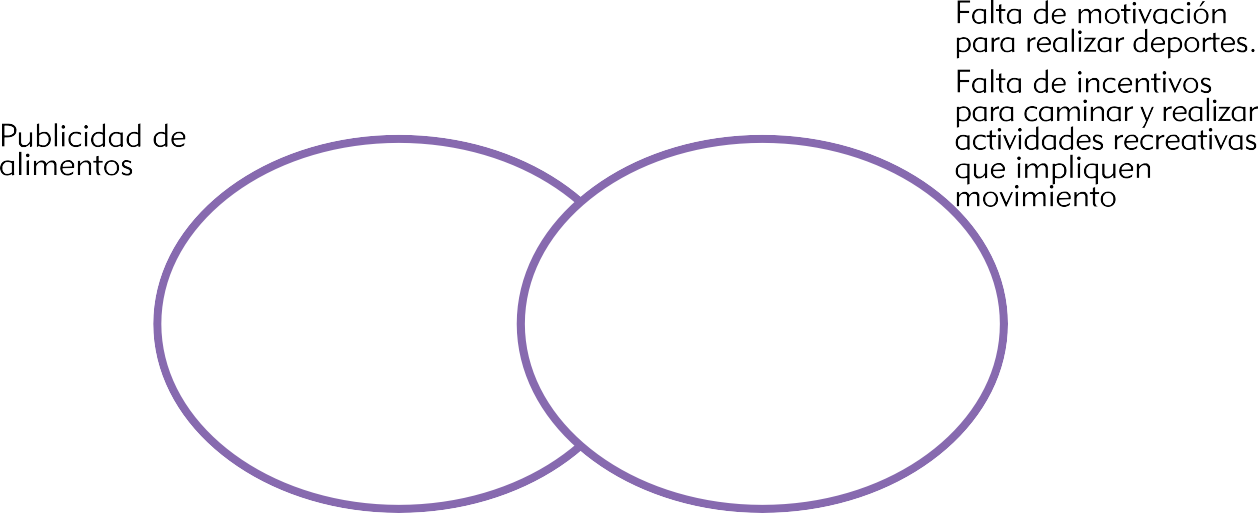 Publicidad de
alimentos
Falta de motivación
para realizar deportes.
Falta de incentivos
para caminar y realizar
actividades recreativas
que impliquen
movimiento